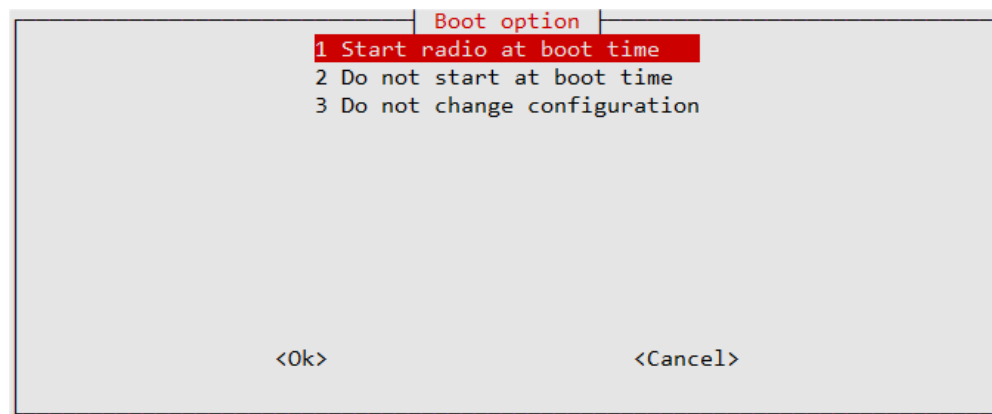 Boot option
1 Start radio at boot time
2 Do not start at boot time
3 Do not change configuration
<Ok> <Cancel>